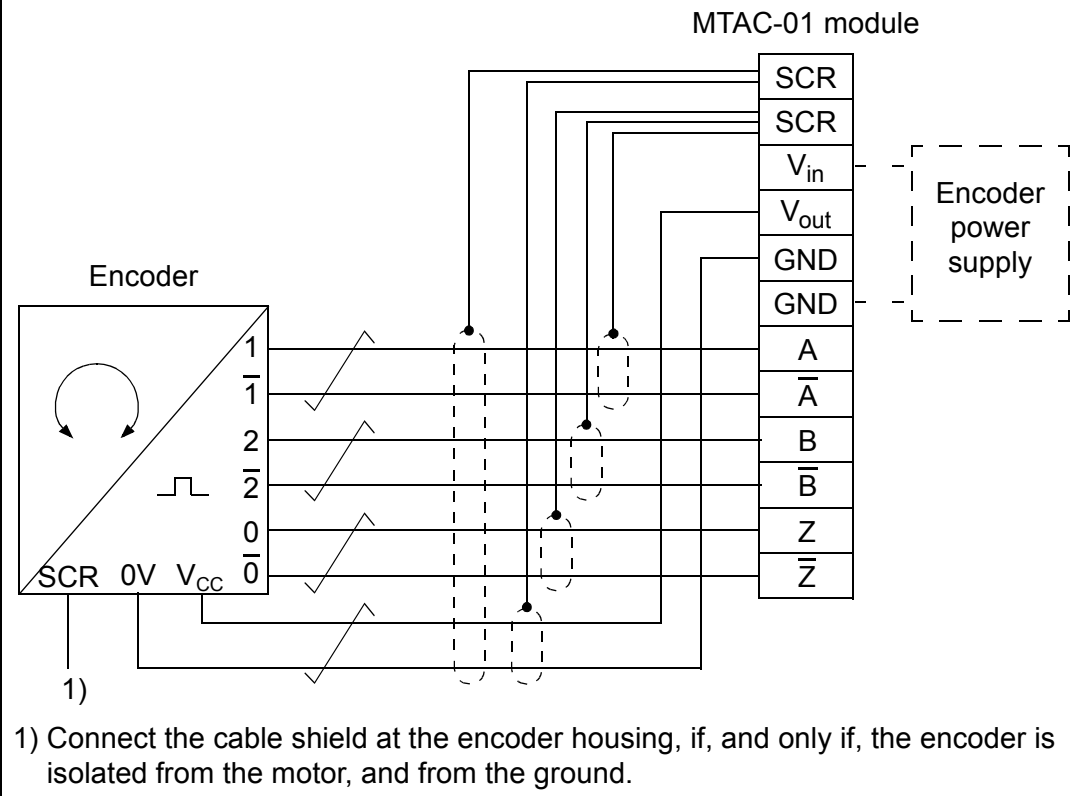 MTAC-01 module
SCR
SCR
Vin
Vout
GND
GND
A
A̅
B
B̅
Z
Z̅
Encoder
power
supply
Encoder
1
1̅
2
2̅
0
0̅
SCR 0V VCC
1)
1) Connect the cable shield at the encoder housing, if, and only if, the encoder is
isolated from the motor, and from the ground.